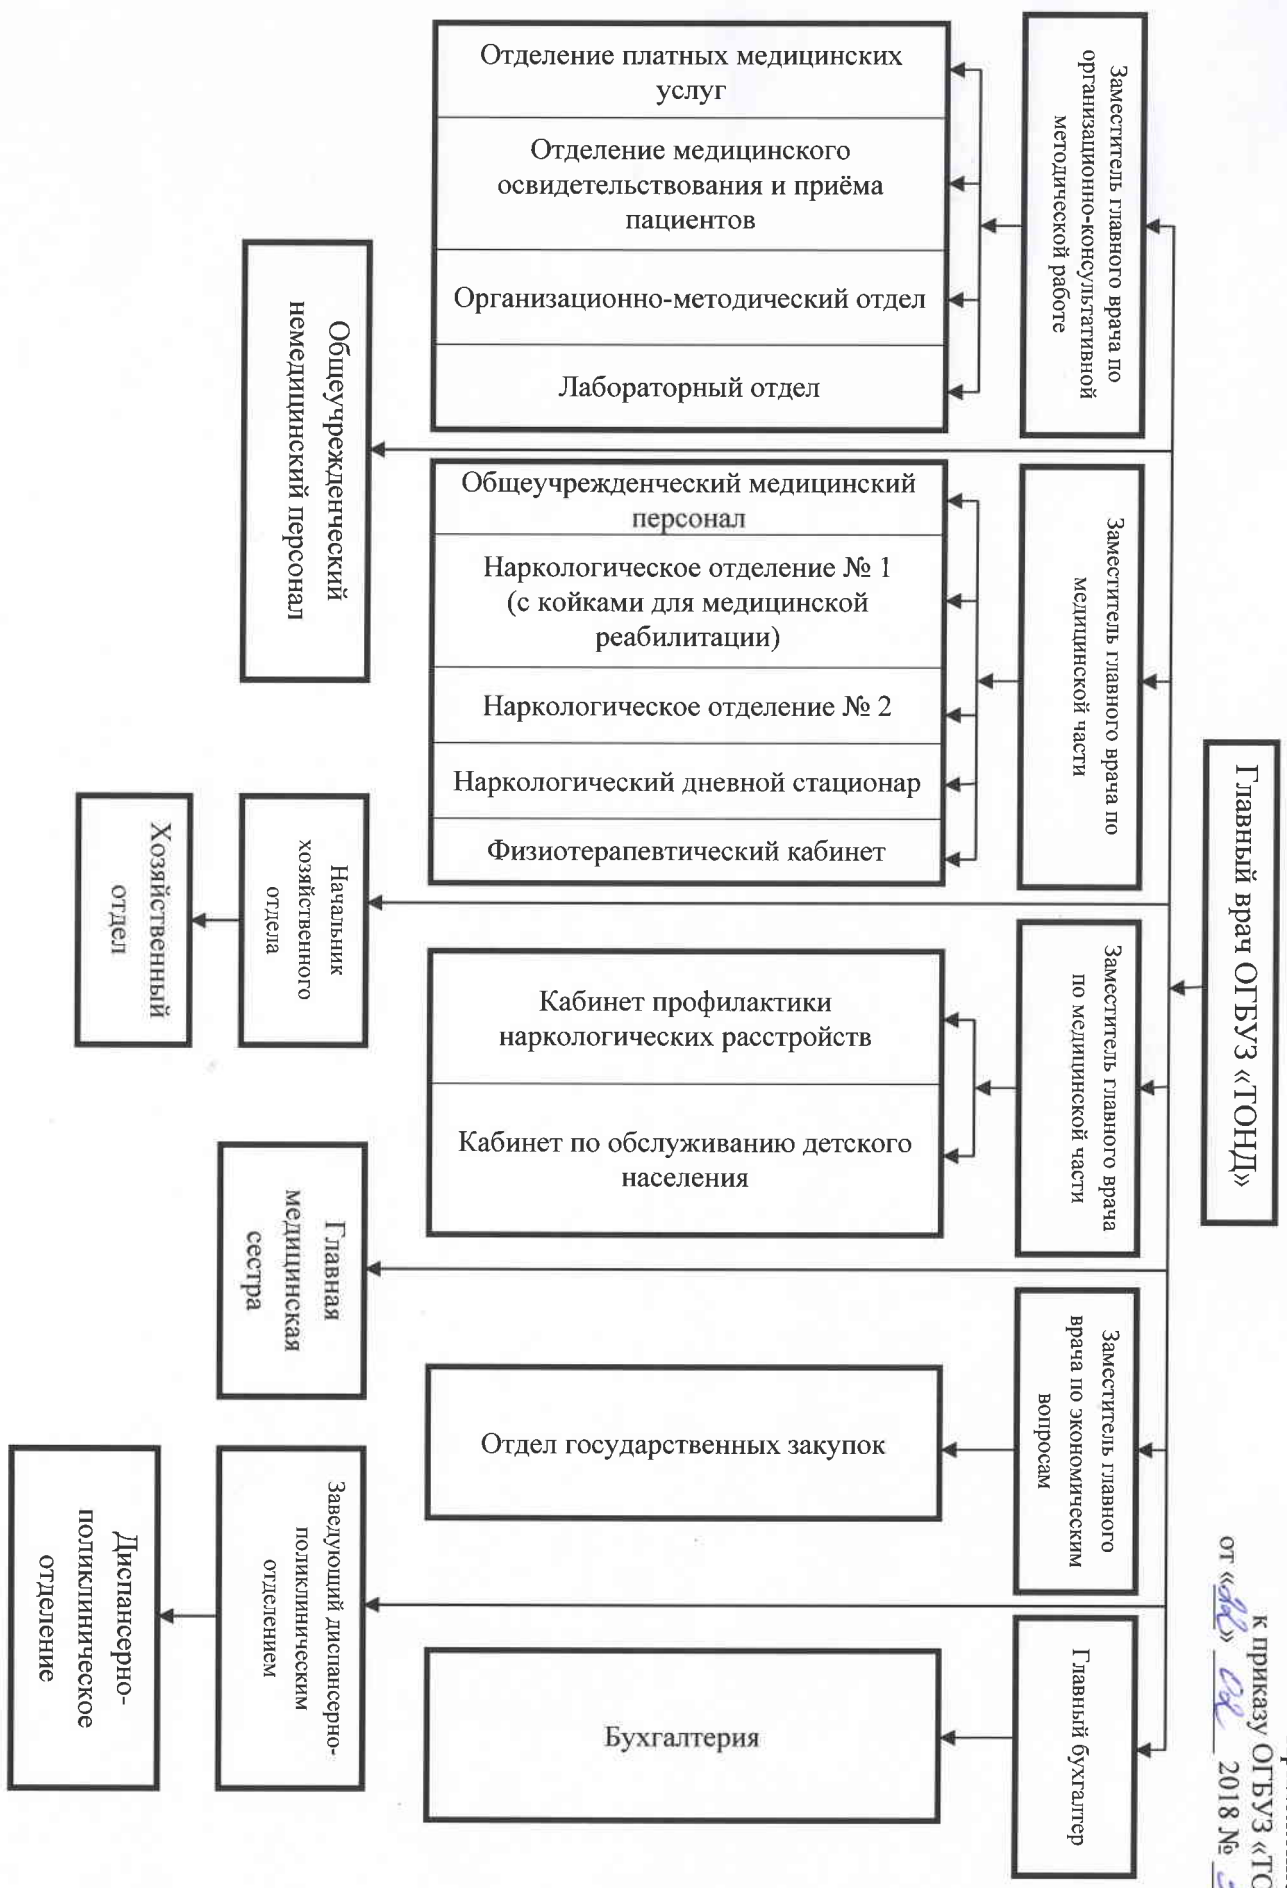 к приказу ОГБУЗ
от « » 2018 №
Главный врач ОГБУЗ «ТОНД»
Заместитель главного врача по
организационно-консультативной
методической работе
Заместитель главного врача по
медицинской части
Заместитель главного врача
по медицинской части
Заместитель главного
врача по экономическим
вопросам
Главный бухгалтер
Отделение платных медицинских
услуг
Отделение медицинского
освидетельствования и приёма
пациентов
Организационно-методический отдел
Лабораторный отдел
Общеучрежденческий медицинский
персонал
Наркологическое отделение № 1
(с койками для медицинской
реабилитации)
Наркологическое отделение № 2
Наркологический дневной стационар
Физиотерапевтический кабинет
Кабинет профилактики
наркологических расстройств
Кабинет по обслуживанию детского
населения
Отдел государственных закупок
Бухгалтерия
Общеучрежденческий
немедицинский персонал
Начальник
хозяйственного
отдела
Главная
медицинская
сестра
Заведующий диспансерно-
поликлиническим
отделением
Хозяйственный
отдел
Диспансерно-
поликлиническое
отделение